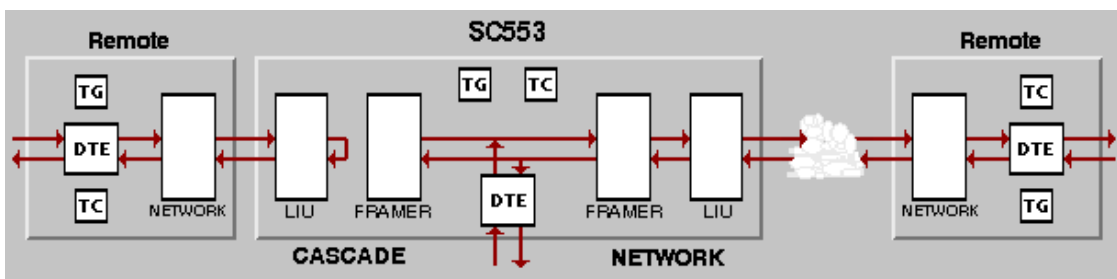 Remote SC553 Remote
TG TG TC TC
DTE DTE
TC DTE TG
NETWORK LIU FRAMER FRAMER LIU NETWORK
CASCADE NETWORK